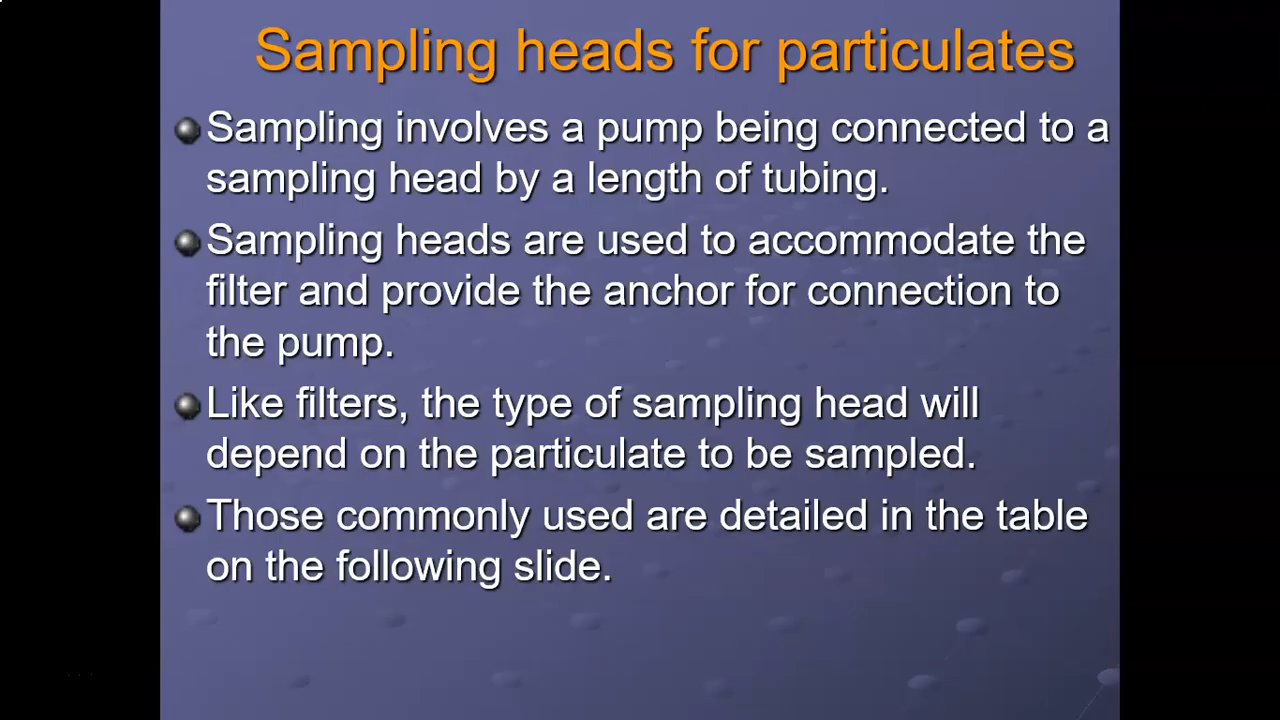 Sampling heads for particulates
Sampling involves a pump being connected to a
sampling head by a length of tubing.
Sampling heads are used to accommodate the
filter and provide the anchor for connection to
the pump.
Like filters, the type of sampling head will
depend on the particulate to be sampled.
Those commonly used are detailed in the table
on the following slide.